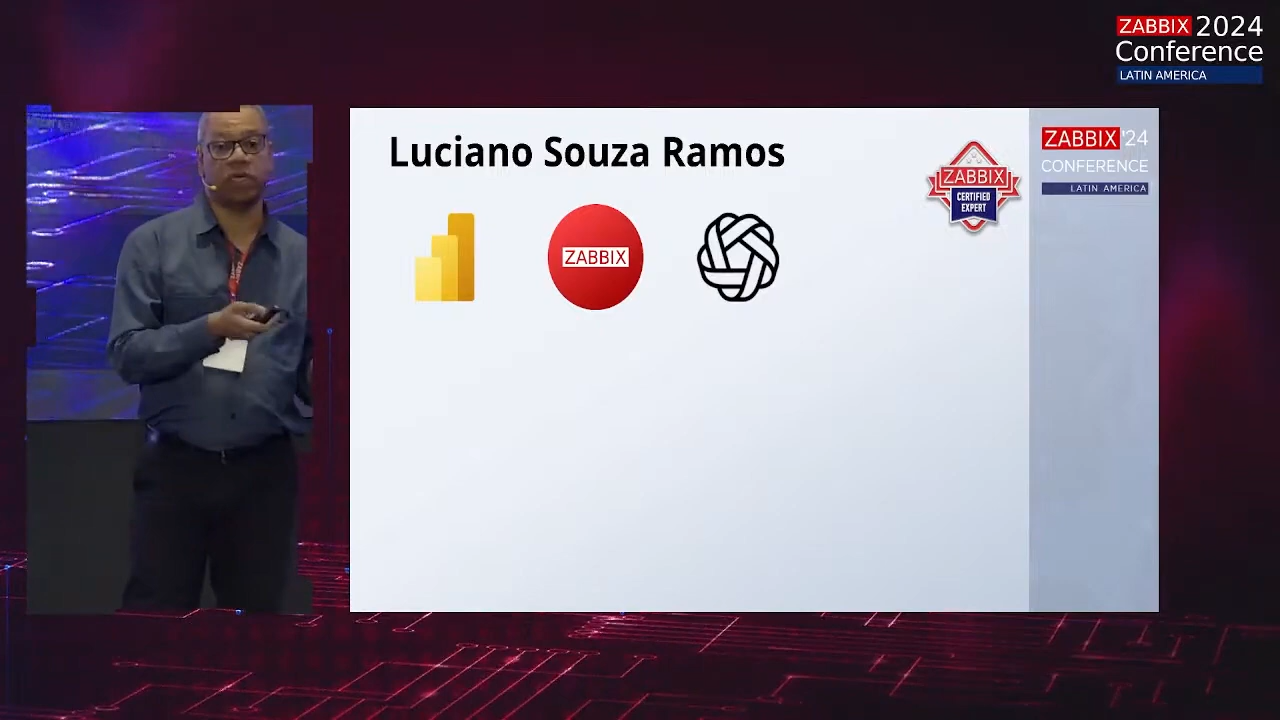 ZABBIX 2024
Conference
LATIN AMERICA
Luciano Souza Ramos
ZABBIX
CERTIFIED
EXPERT
ZABBIX '24
CONFERENCE
LATIN AMERICA
ZABBIX